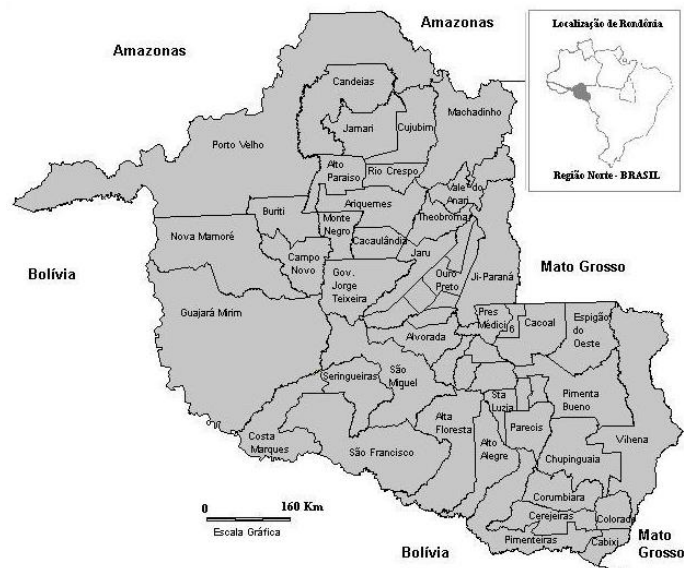 Amazonas
Amazonas
Localização de Rondônia
Região Norte - BRASIL
Candeias
Jamari
Cujubim
Machadinho
Porto Velho
Alto
Paraiso
Rio Crespo
Vale do
Anari
Ariquemes
Buriti
Monte
Negro
Theobroma
Nova Mamoré
Cacaulândia
Jaru
Campo
Novo
Gov.
Jorge
Teixeira
Ouro
Preto
Ji-Paraná
Mato Grosso
Bolívia
Guajará Mirim
Pres
Médici/6
Cacoal
Espigão
do
Oeste
Alvorada
Seringueiras
São
Miquel
Sta
Luzia
Pimenta
Bueno
Alta
Floresta
Alto
Alegre
Parecis
Vilhena
Costa
Marques
São Francisco
Chupinguaia
Corumbiara
Cerejeiras
Colorado
Pimenteiras
Cabixi
Mato
Grosso
Bolívia
0 160 Km
Escala Gráfica